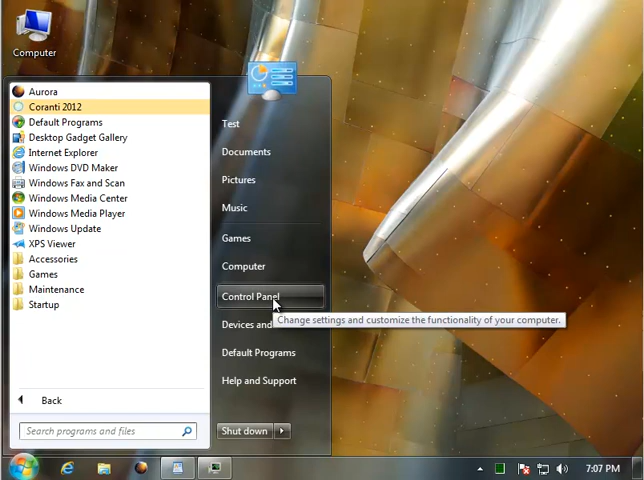 Computer
Aurora
Coranti 2012
Default Programs
Desktop Gadget Gallery
Internet Explorer
Windows DVD Maker
Windows Fax and Scan
Windows Media Center
Windows Media Player
Windows Update
XPS Viewer
Accessories
Games
Maintenance
Startup
Back
Search programs and files
Test
Documents
Pictures
Music
Games
Computer
Control Panel
Change settings and customize the functionality of your computer.
Devices and
Default Programs
Help and Support
Shut down
7:07 PM